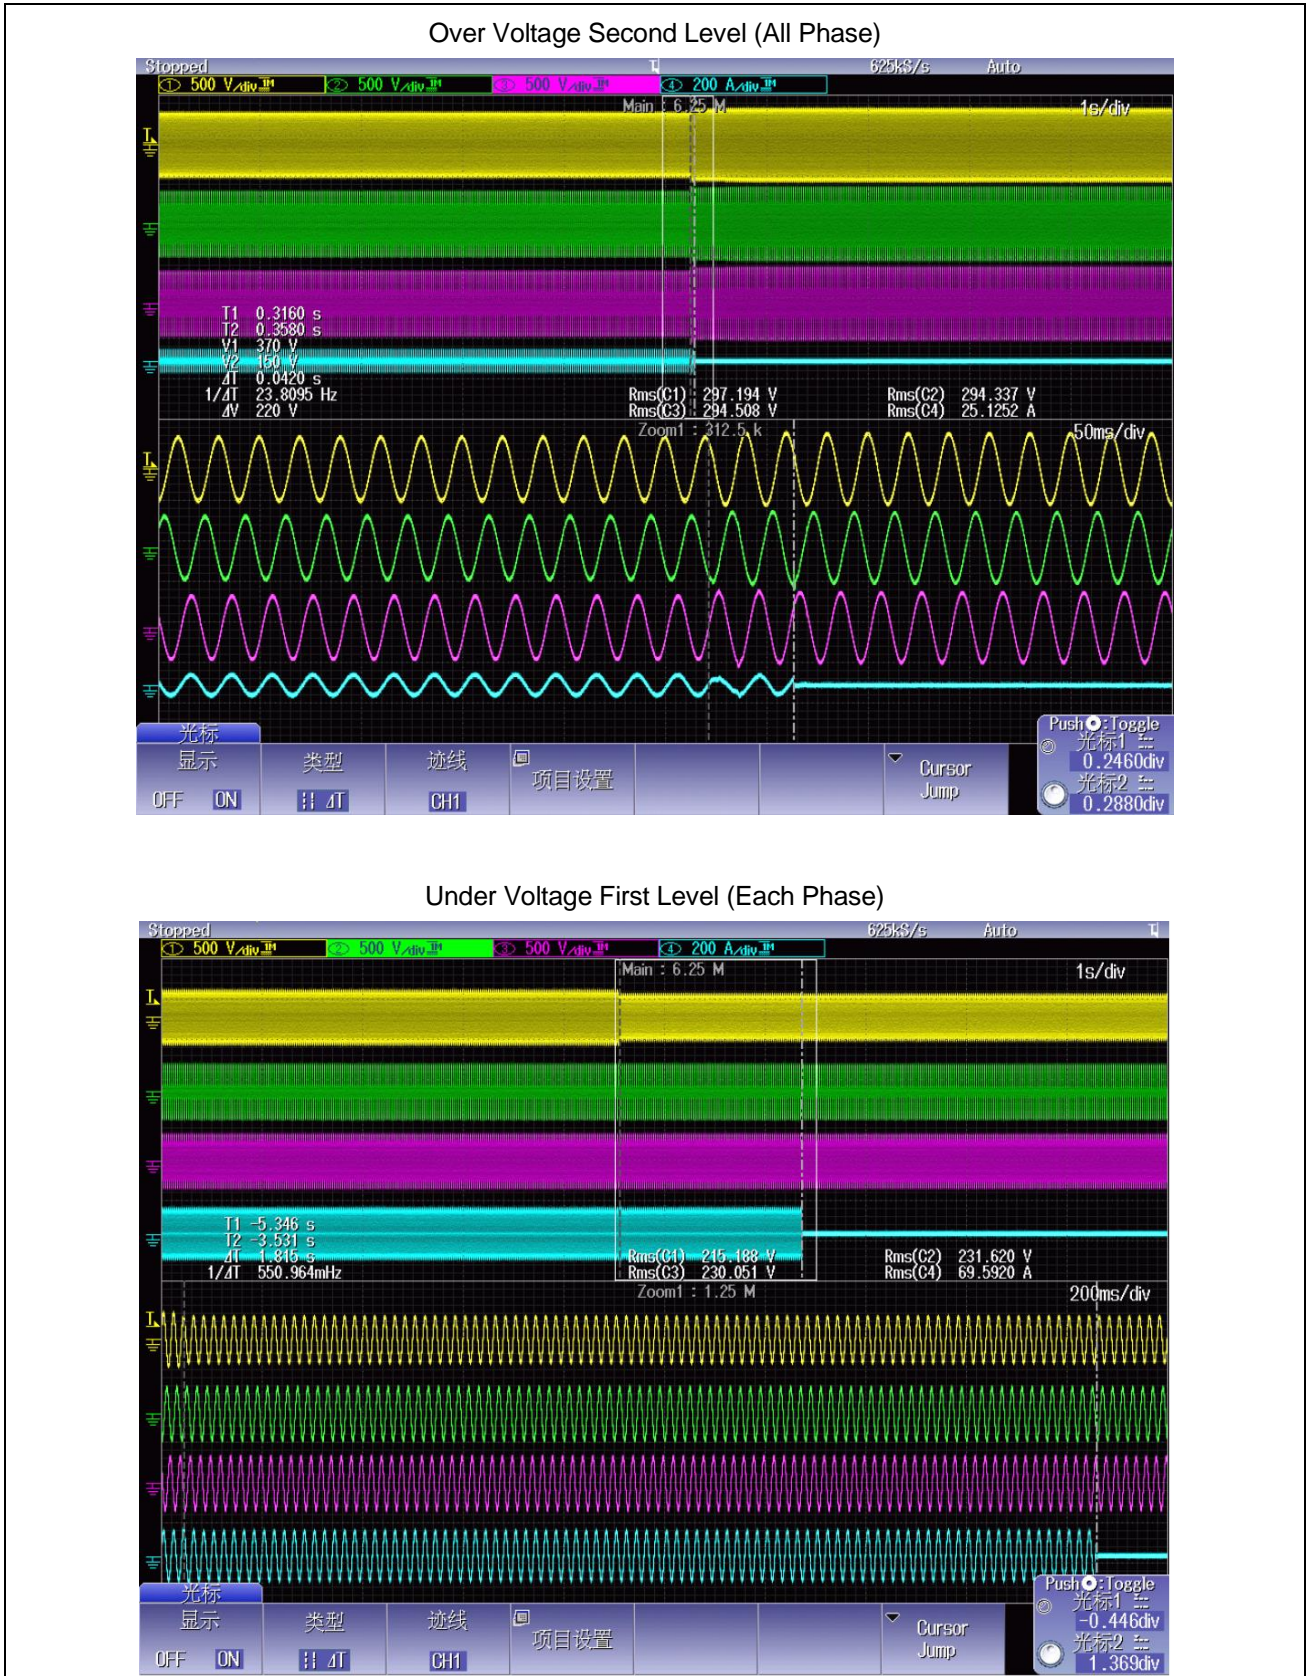 Over Voltage Second Level (All Phase)
Stopped 625kS/s Auto
① 500 V/div ② 500 V/div ③ 500 V/div ④ 200 A/div
Main : 6.25 M 1s/div
T1 0.3160 s
T2 0.3580 s
V1 370 V
V2 150 V
ΔT 0.0420 s
1/ΔT 23.8095 Hz Rms(C1) 297.194 V Rms(C2) 294.337 V
ΔV 220 V Rms(C3) 294.508 V Rms(C4) 25.1252 A
Zoom1 : 312.5 k 50ms/div
光标 Push :Toggle
显示 类型 迹线 项目设置 Cursor Jump 光标1
0.2460div
OFF ON ΔT CH1 光标2
0.2880div
Under Voltage First Level (Each Phase)
Stopped 625kS/s Auto
① 500 V/div ② 500 V/div ③ 500 V/div ④ 200 A/div
Main : 6.25 M 1s/div
T1 -5.346 s
T2 -3.531 s
ΔT 1.815 s Rms(C1) 215.188 V Rms(C2) 231.620 V
1/ΔT 550.964mHz Rms(C3) 230.051 V Rms(C4) 69.5920 A
Zoom1 : 1.25 M 200ms/div
光标 Push :Toggle
显示 类型 迹线 项目设置 Cursor Jump 光标1
-0.446div
OFF ON ΔT CH1 光标2
1.369div